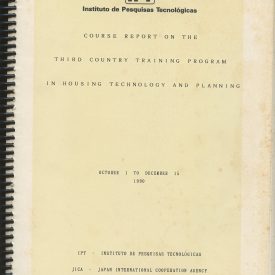 Instituto de Pesquisas Tecnológicas
COURSE REPORT ON THE
THIRD COUNTRY TRAINING PROGRAM
IN HOUSING TECHNOLOGY AND PLANNING
OCTOBER 1 TO DECEMBER 15
1990
IPT - INSTITUTO DE PESQUISAS TECNOLÓGICAS
JICA - JAPAN INTERNATIONAL COOPERATION AGENCY